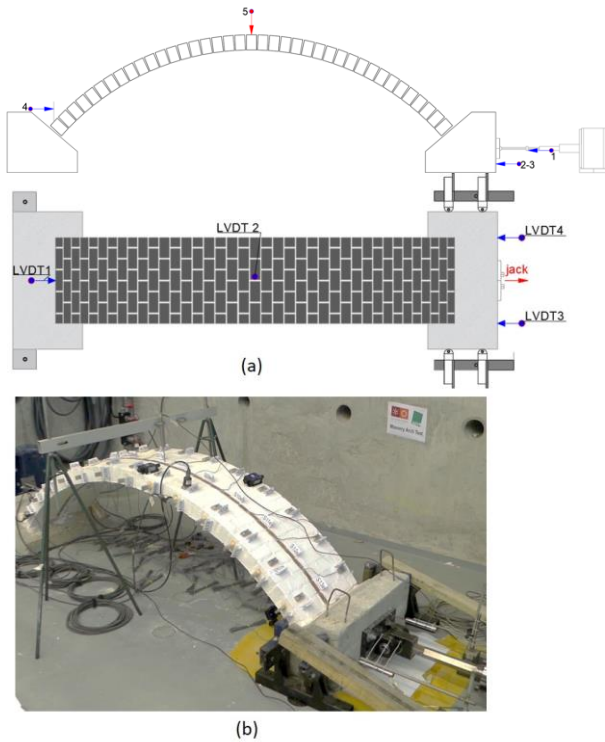 5
4
1
2-3
LVDT 2
LVDT4
LVDT1
jack
LVDT3
(a)
Masonry Arch Test
(b)